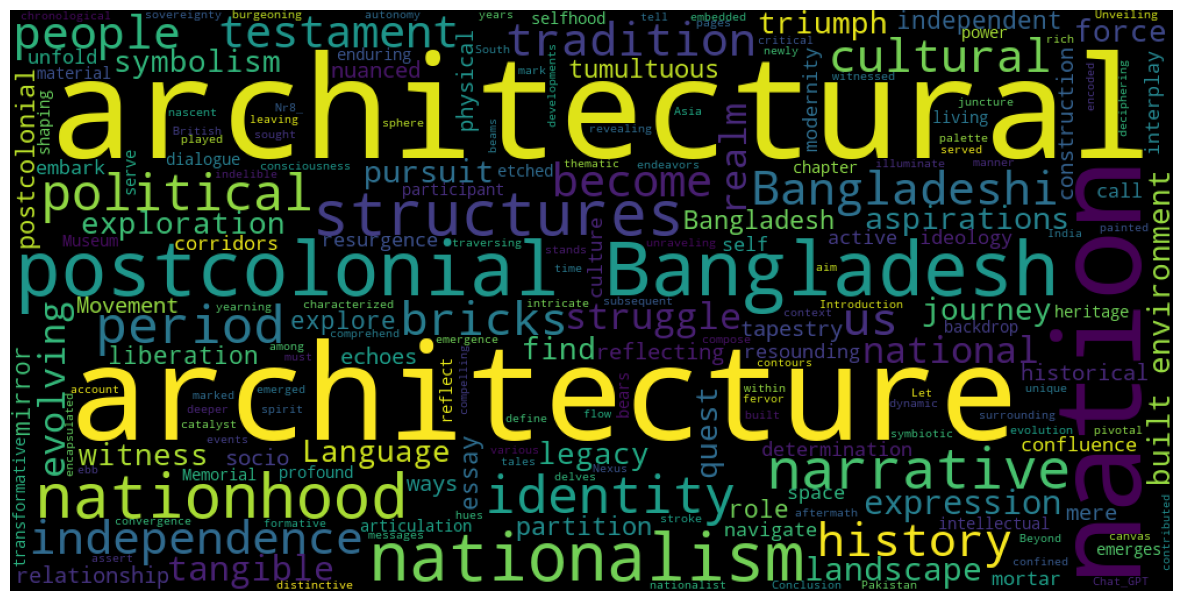 chronological sovereignty burgeoning autonomy years tell embedded pages newly Unveiling
people testament selfhood tradition triumph independent force
unfold symbolism enduring South critical power rich
material nuanced physical mark tumultuous cultural witnessed
architectural
postcolonial shaping nascent Nr8_ leaving sphere developments Asia modernity juncture construction encoded deciphering interplay
British played sought beams revealing palette served living
embark serve dialogue consciousness pursuit etched thematic endeavors realm chapter illuminate manner
indelible participant become Bangladeshi call
political structures Bangladesh aspirations
exploration resurgence self active ideology
Museum corridors traversing stands culture unraveling India painted
postcolonial time aim Bangladesh nation environment
Movement yearning characterized intricate subsequent Introduction journey heritage
evolving period explore bricks struggle tapestry context us backdrop
comprehend emergence compose
liberation among must echoes find reflecting resounding national historical
architecture
mirror account marked emerged reflect compelling contours Let unique
transformative encapsulated deeper spirit catalyst define flow bears built within fervor dynamic surrounding
events symbiotic evolution pivotal
witness socio Language essay various quest determination confluence built
ebb Memorial profound tales delves Nexus legacy narrative
nationhood ways identity space expression
hues stroke role aftermath intellectual mere
convergence formative articulation partition navigate Beyond canvas contributed
independence messages history emerges
assert nationalism landscape confined
relationship tangible distinctive nationalist Conclusion Pakistan mortar Chat_GPT